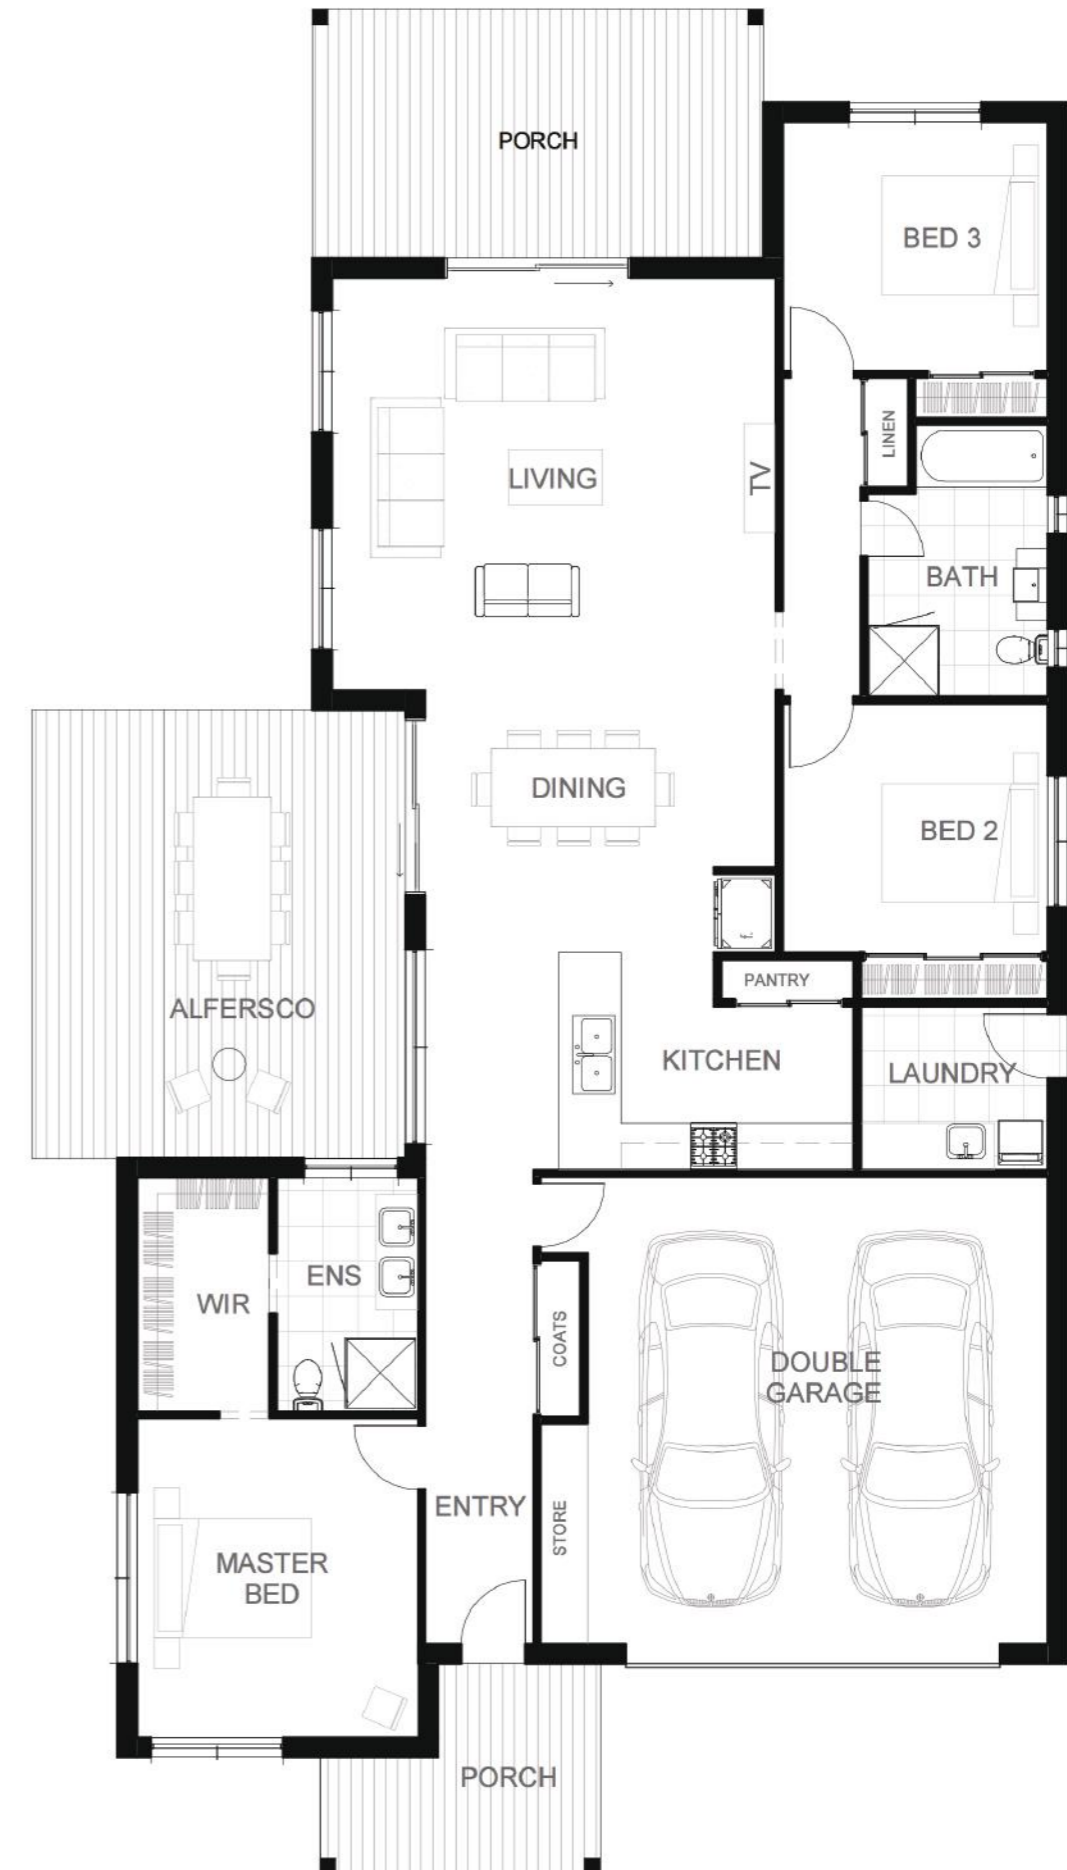 PORCH
BED 3
LINEN
LIVING
TV
BATH
DINING
BED 2
f.
PANTRY
ALFERSCO
KITCHEN
LAUNDRY
ENS
WIR
COATS
DOUBLE
GARAGE
ENTRY
STORE
MASTER
BED
PORCH